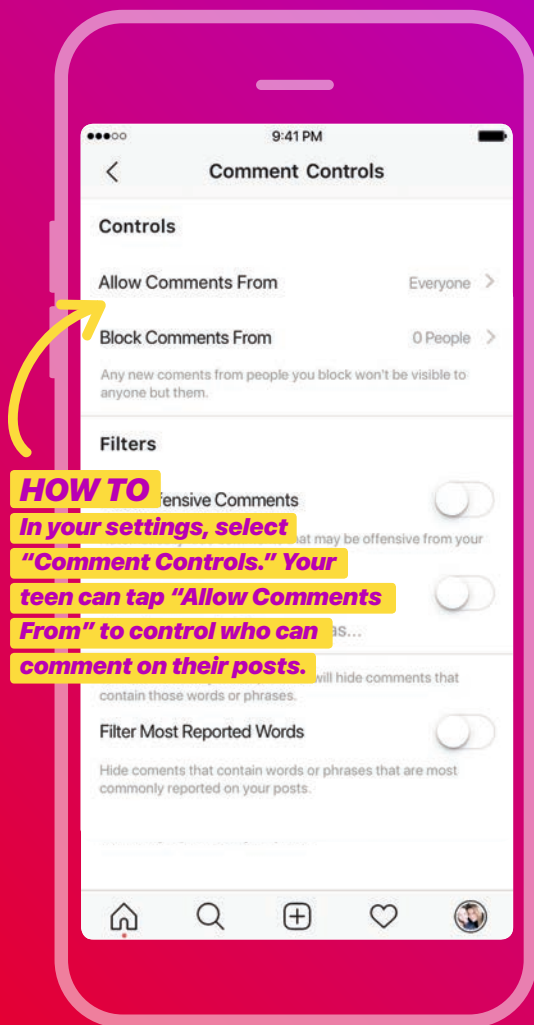 9:41 PM
Comment Controls
Controls
Allow Comments From Everyone
Block Comments From 0 People
Any new coments from people you block won't be visible to
anyone but them.
Filters
HOW TO
Comments
In your settings, select
may be offensive from your
“Comment Controls.” Your
teen can tap “Allow Comments
From” to control who can
comment on their posts.
will hide comments that
contain those words or phrases.
Filter Most Reported Words
Hide coments that contain words or phrases that are most
commonly reported on your posts.